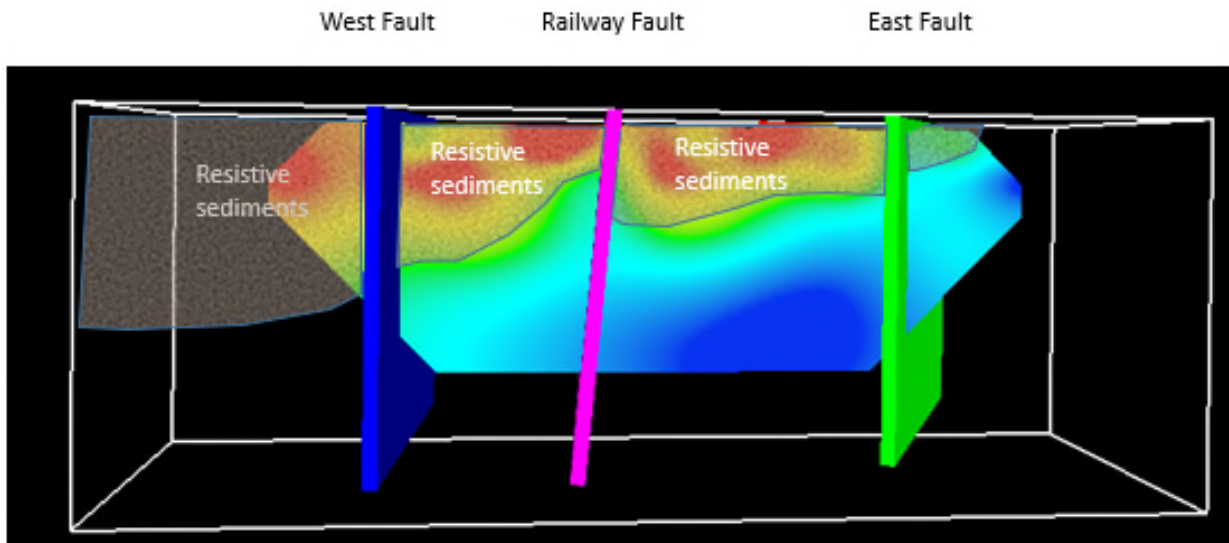 West Fault
Railway Fault
East Fault
Resistive
sediments
Resistive
sediments
Resistive
sediments